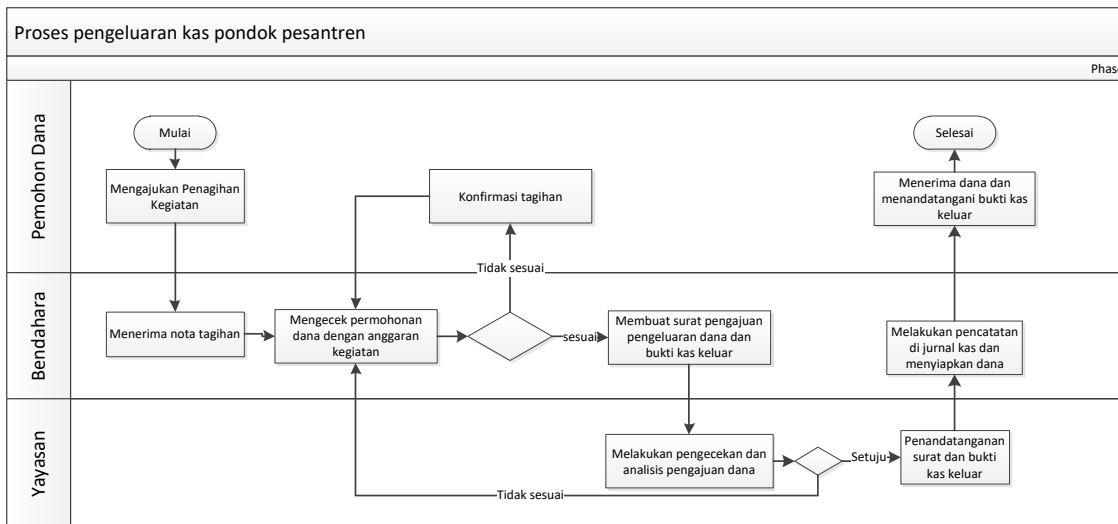 Proses pengeluaran kas pondok pesantren
Phase
Pemohon Dana
Mulai
Mengajukan Penagihan
Kegiatan
Konfirmasi tagihan
Selesai
Menerima dana dan
menandatangani bukti kas
keluar
Tidak sesuai
Bendahara
Menerima nota tagihan
Mengecek permohonan
dana dengan anggaran
kegiatan
sesuai
Membuat surat pengajuan
pengeluaran dana dan
bukti kas keluar
Melakukan pencatatan
di jurnal kas dan
menyiapkan dana
Yayasan
Melakukan pengecekan dan
analisis pengajuan dana
Setuju
Penandatanganan
surat dan bukti
kas keluar
Tidak sesuai